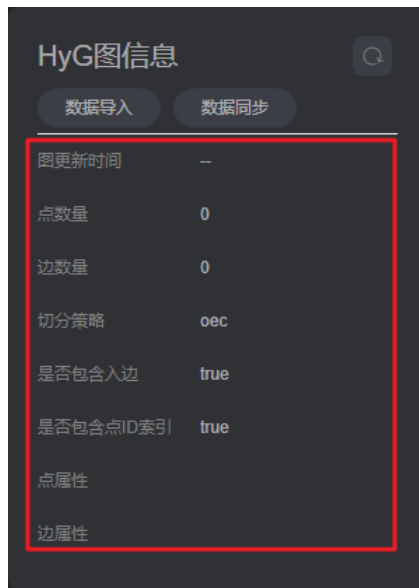 HyG图信息
数据导入 数据同步
图更新时间 --
点数量 0
边数量 0
切分策略 oec
是否包含入边 true
是否包含点ID索引 true
点属性
边属性